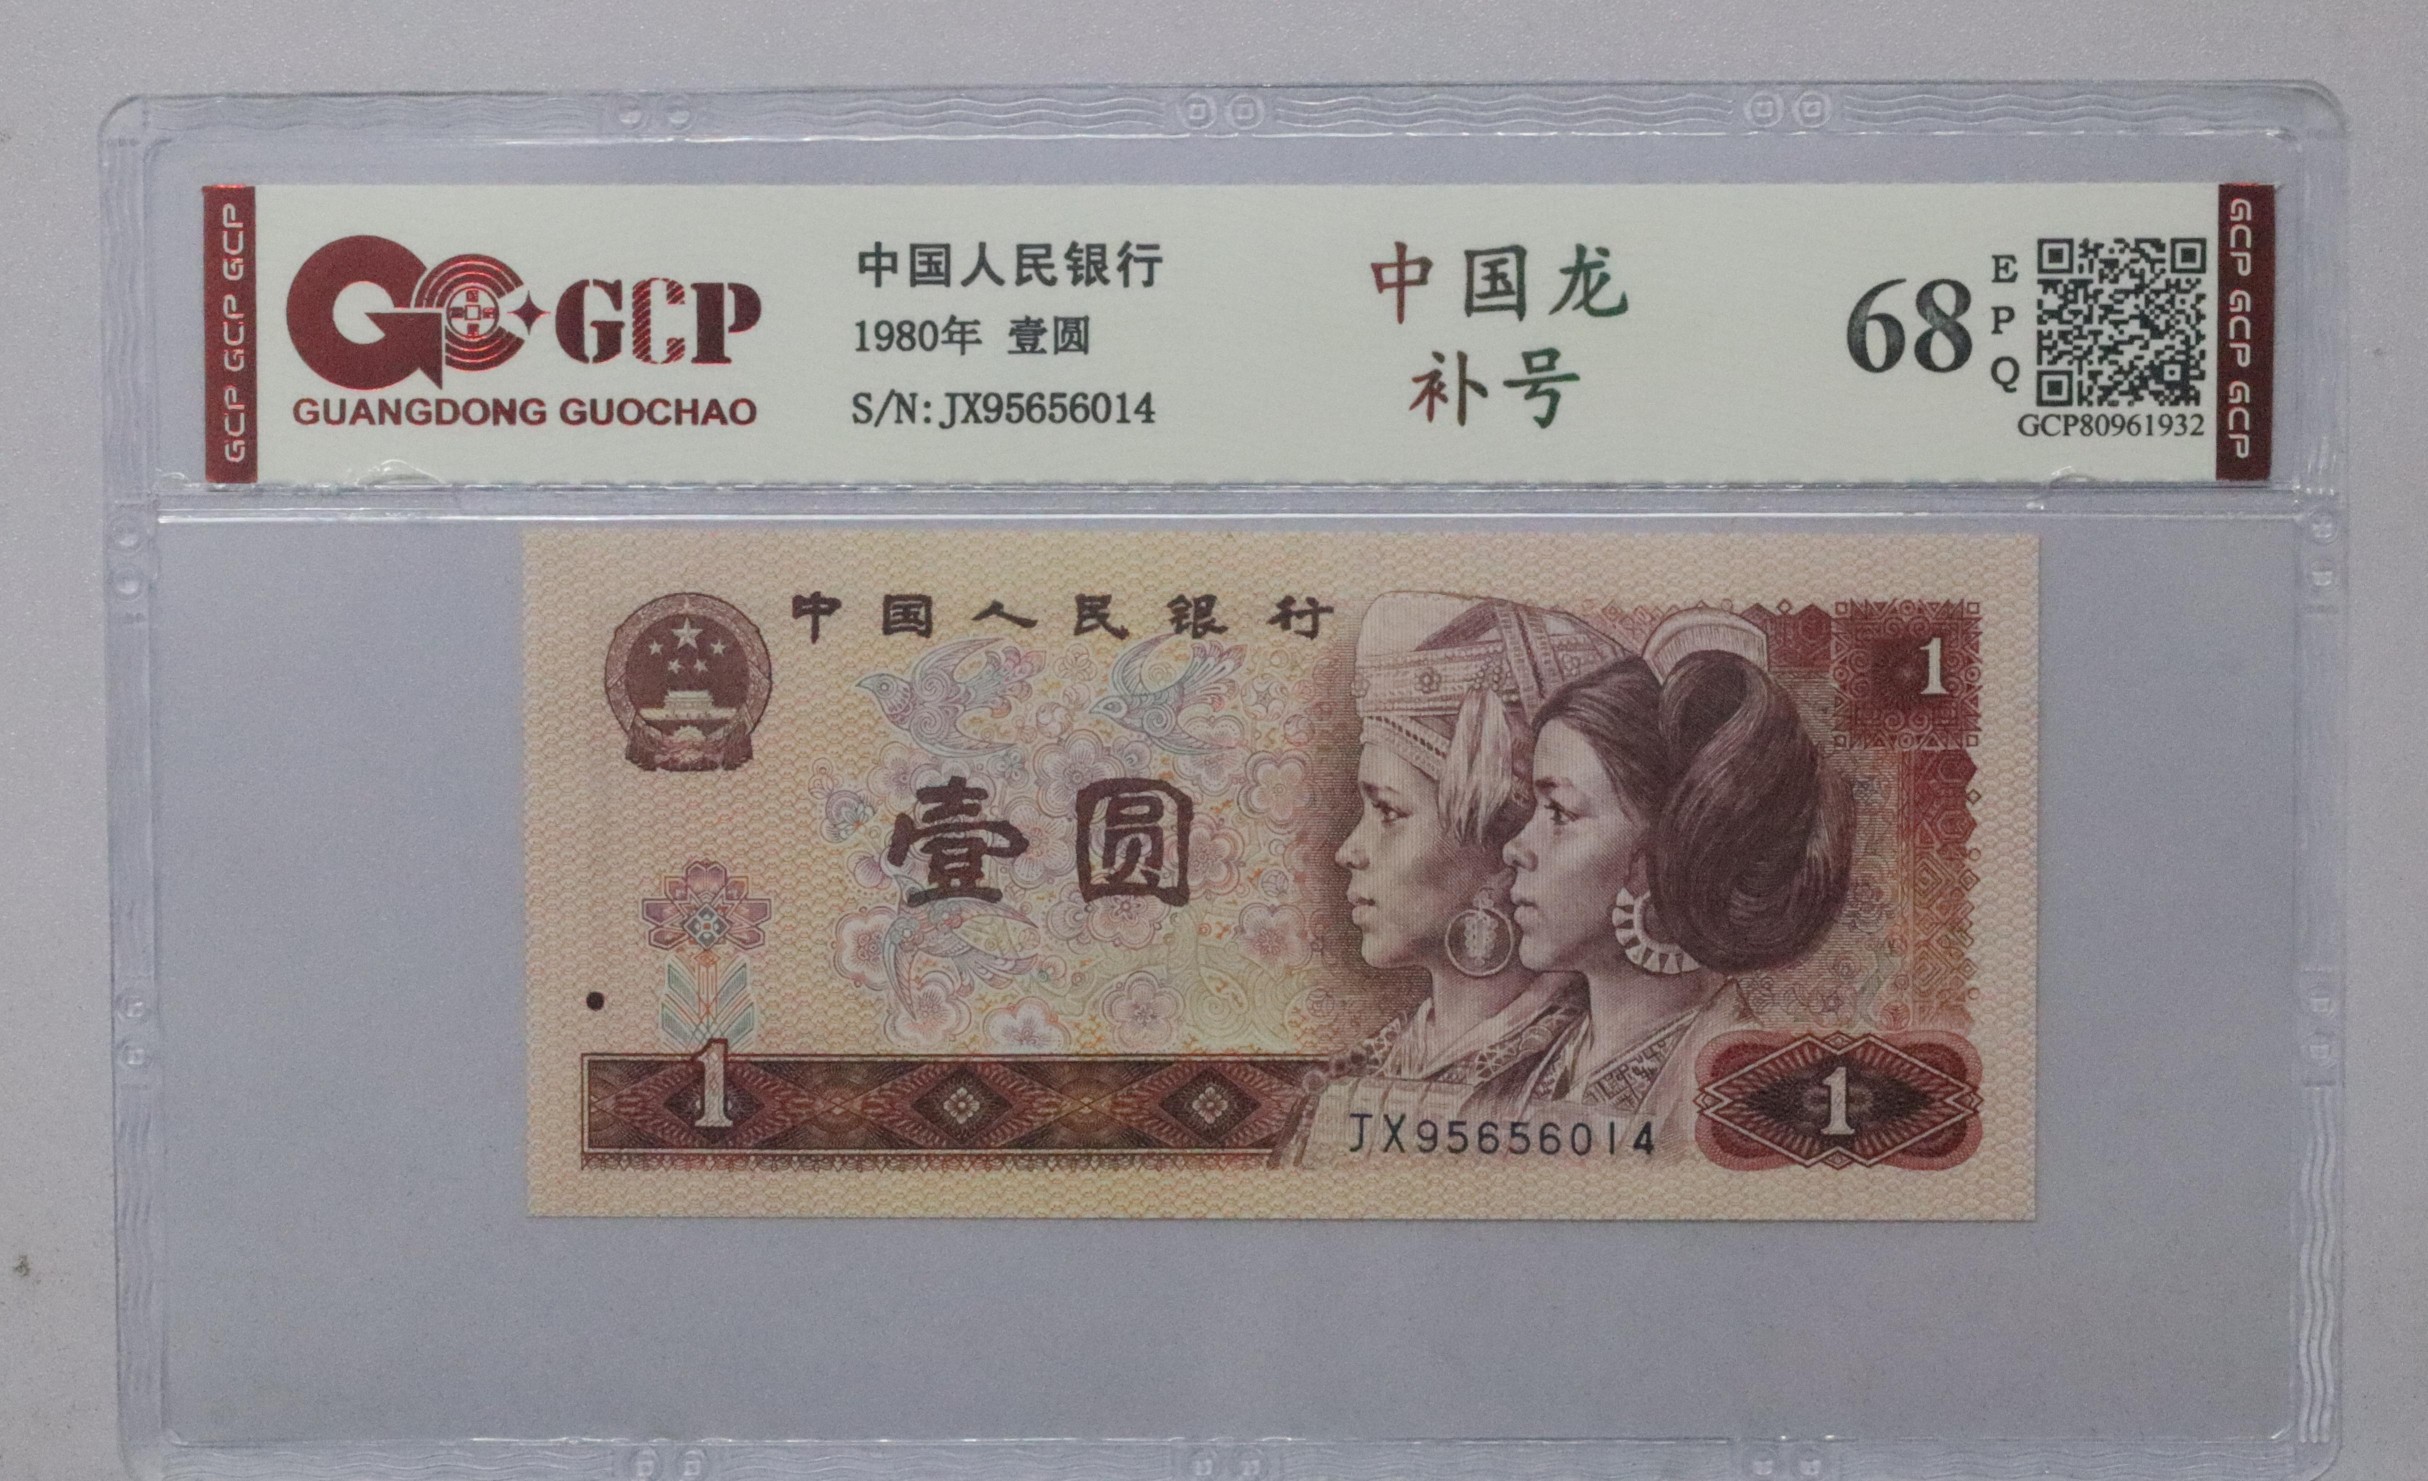 GCP GCP GCP
GCP
GUANGDONG GUOCHAO
中国人民银行
1980年 壹圆
S/N:JX95656014
中国龙
补号
68
EPQ
GCP80961932
GCP GCP GCP
中国人民银行
1
壹圆
1
JX95656014
1